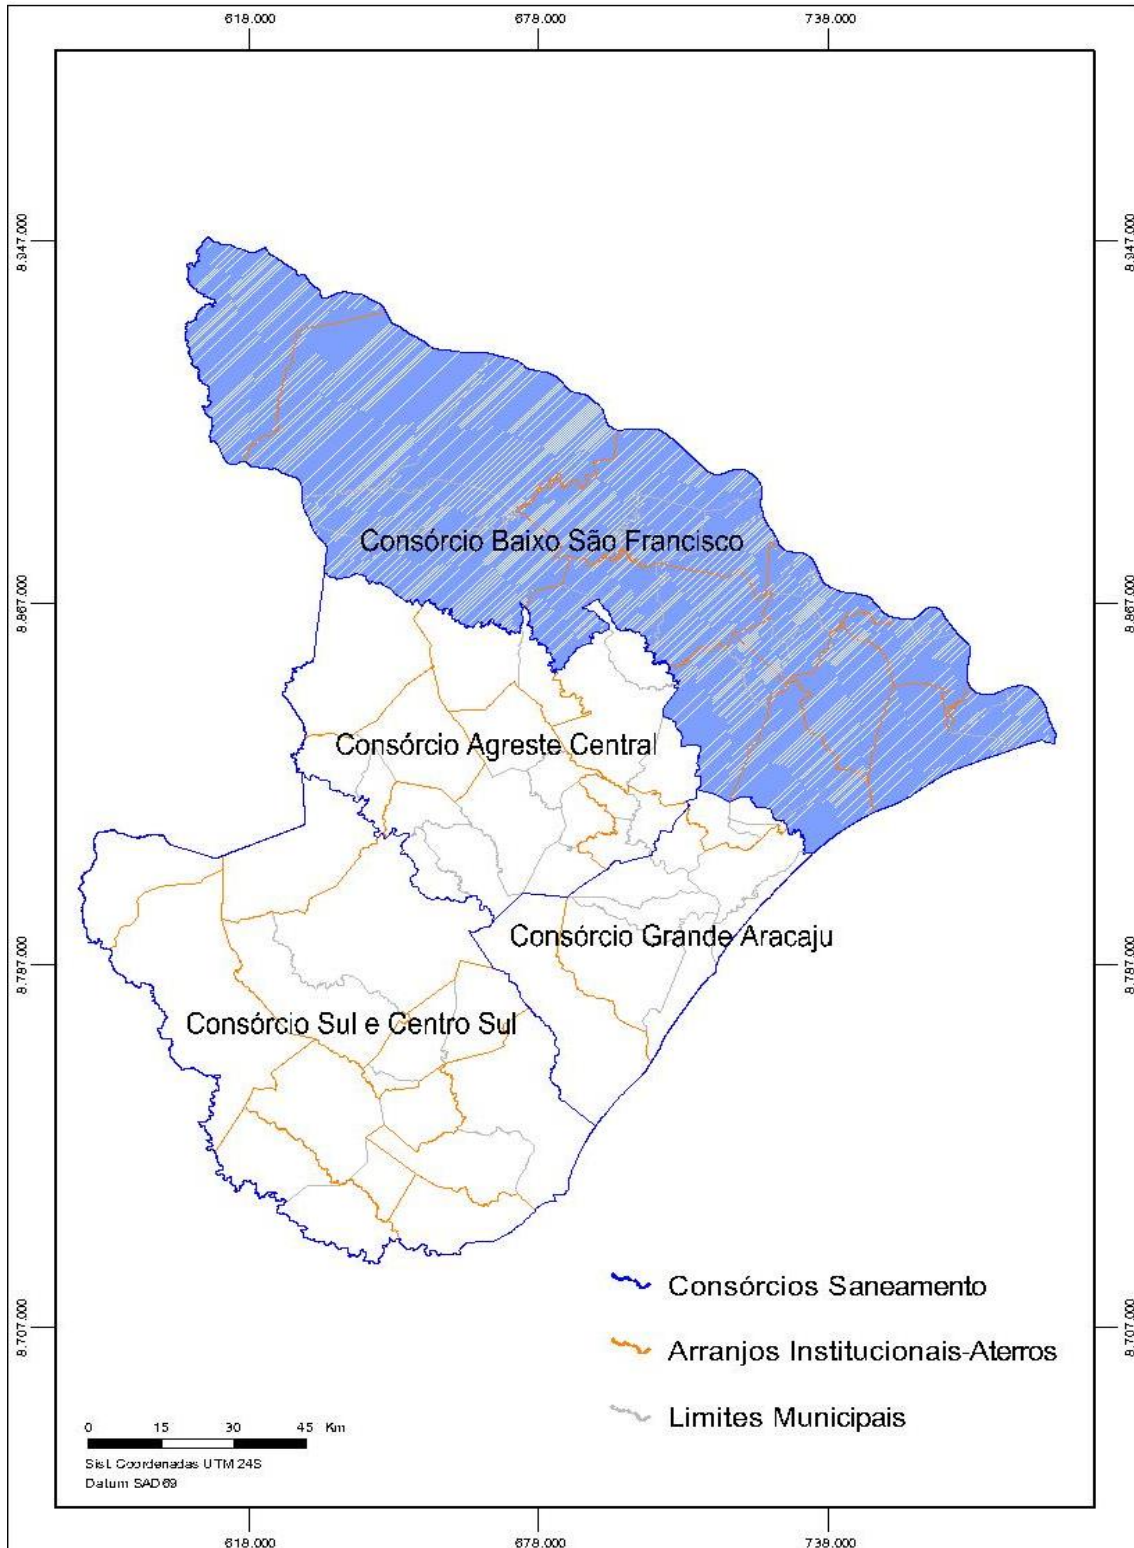 618.000 678.000 738.000
8.947.000 8.947.000
Consórcio Baixo São Francisco
8.867.000 8.867.000
Consórcio Agreste Central
Consórcio Grande Aracaju
8.787.000 8.787.000
Consórcio Sul e Centro Sul
Consórcios Saneamento
8.707.000 8.707.000
Arranjos Institucionais-Aterros
Limites Municipais
0 15 30 45 Km
Sist. Coordenadas UTM 24S
Datum SAD69
618.000 678.000 738.000